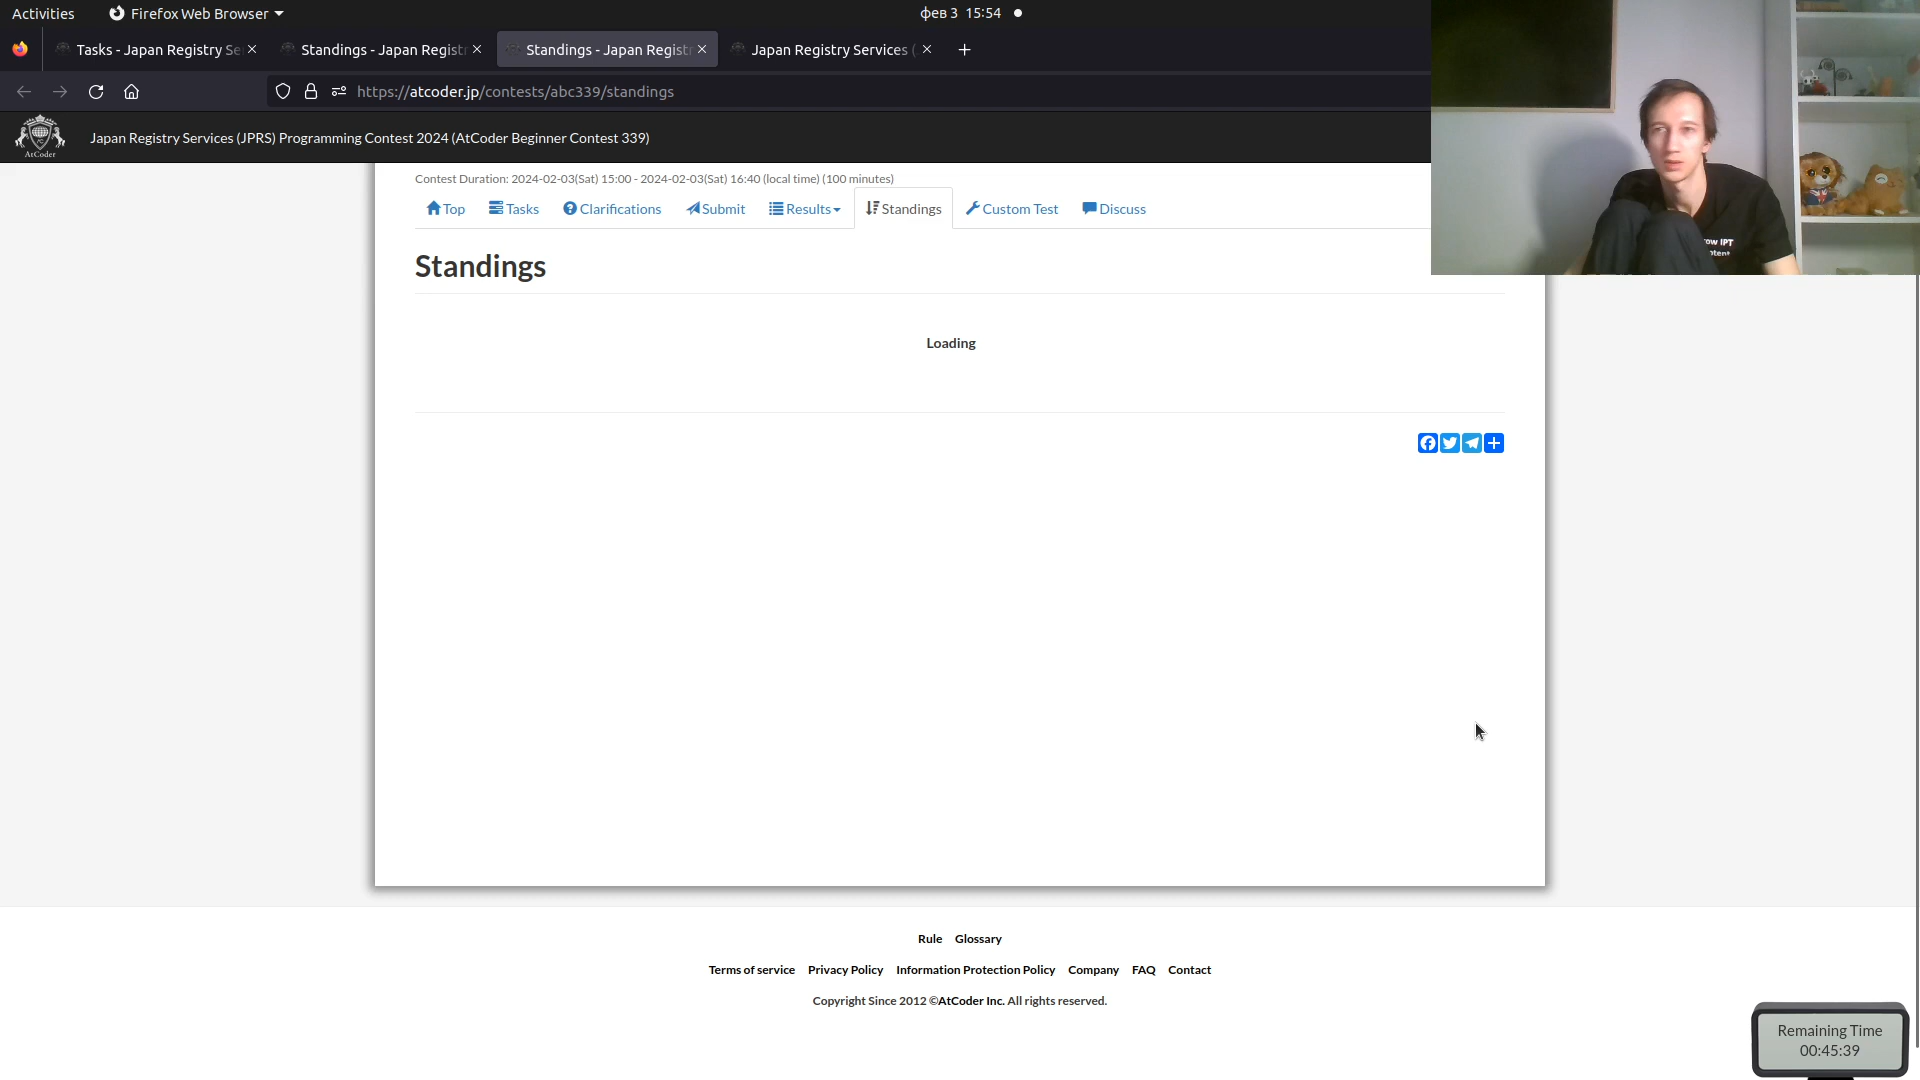 Activities Firefox Web Browser фев 3 15:54
Tasks - Japan Registry Se Standings - Japan Registr Standings - Japan Registr Japan Registry Services (
https://atcoder.jp/contests/abc339/standings
AtCoder
Japan Registry Services (JPRS) Programming Contest 2024 (AtCoder Beginner Contest 339)
Contest Duration: 2024-02-03(Sat) 15:00 - 2024-02-03(Sat) 16:40 (local time) (100 minutes)
Top Tasks Clarifications Submit Results Standings Custom Test Discuss
ow IPT
Standings
Loading
Rule Glossary
Terms of service Privacy Policy Information Protection Policy Company FAQ Contact
Copyright Since 2012 ©AtCoder Inc. All rights reserved.
Remaining Time
00:45:39